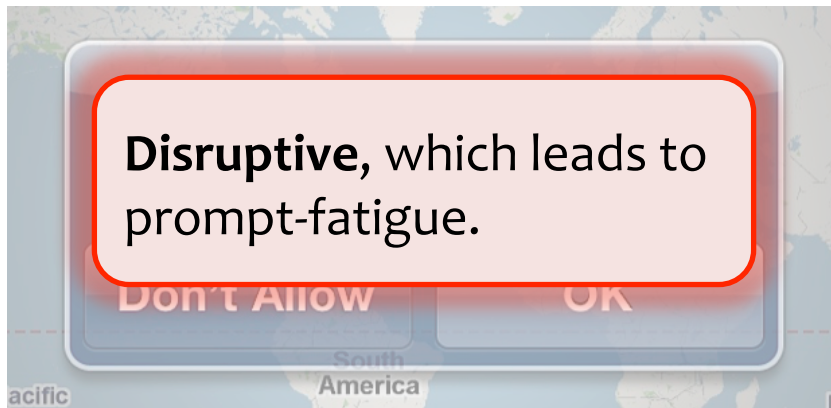 Disruptive, which leads to
prompt-fatigue.
Don't Allow
OK
South
America
acific